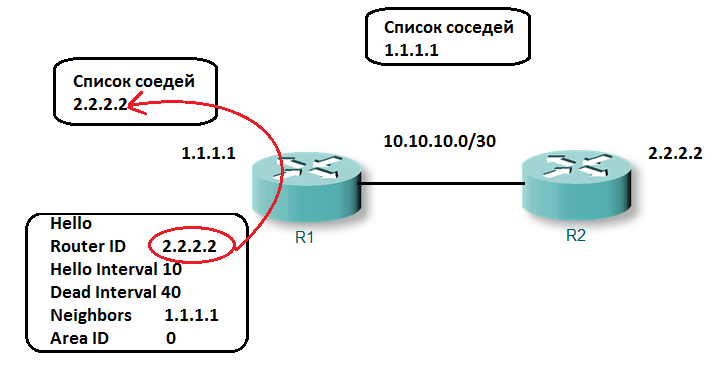 Список соседей
1.1.1.1
Список соедей
2.2.2.2
1.1.1.1
10.10.10.0/30
2.2.2.2
R1
R2
Hello
Router ID 2.2.2.2
Hello Interval 10
Dead Interval 40
Neighbors 1.1.1.1
Area ID 0